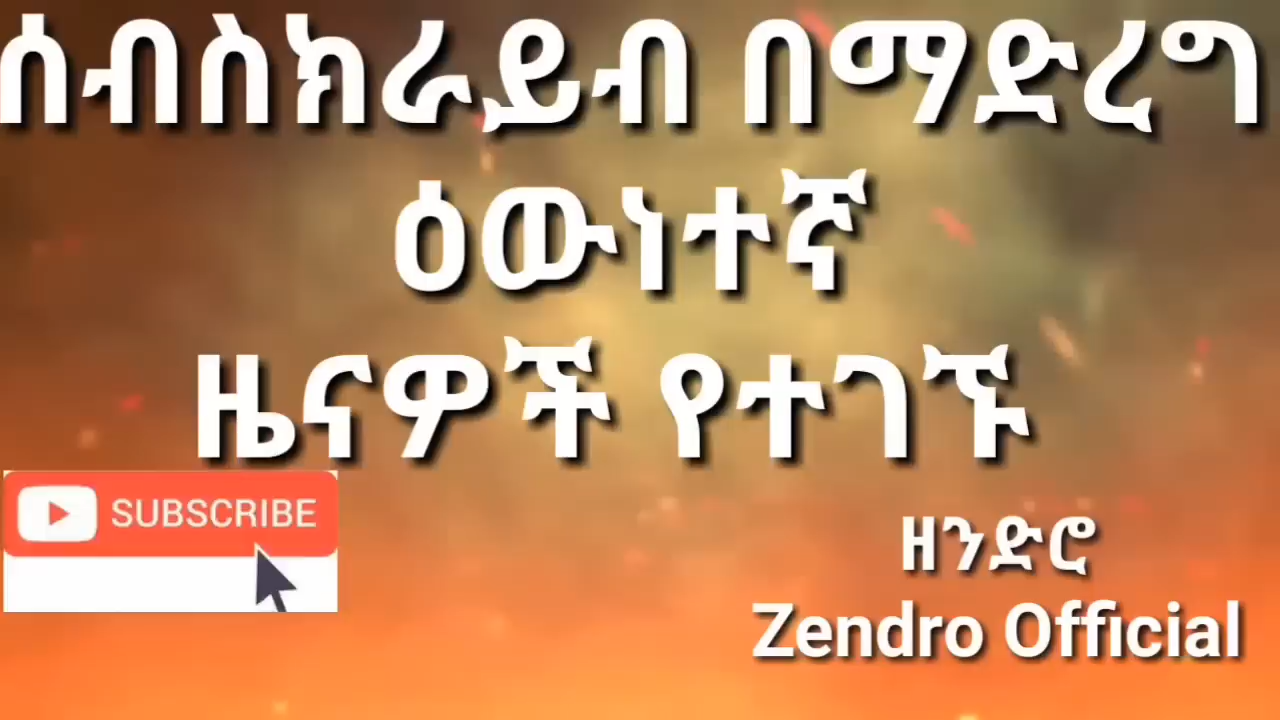 ሰብስክራይብ በማድረግ
ዕውነተኛ
ዜናዎች የተገኙ
SUBSCRIBE
ዘንድሮ
Zendro Official